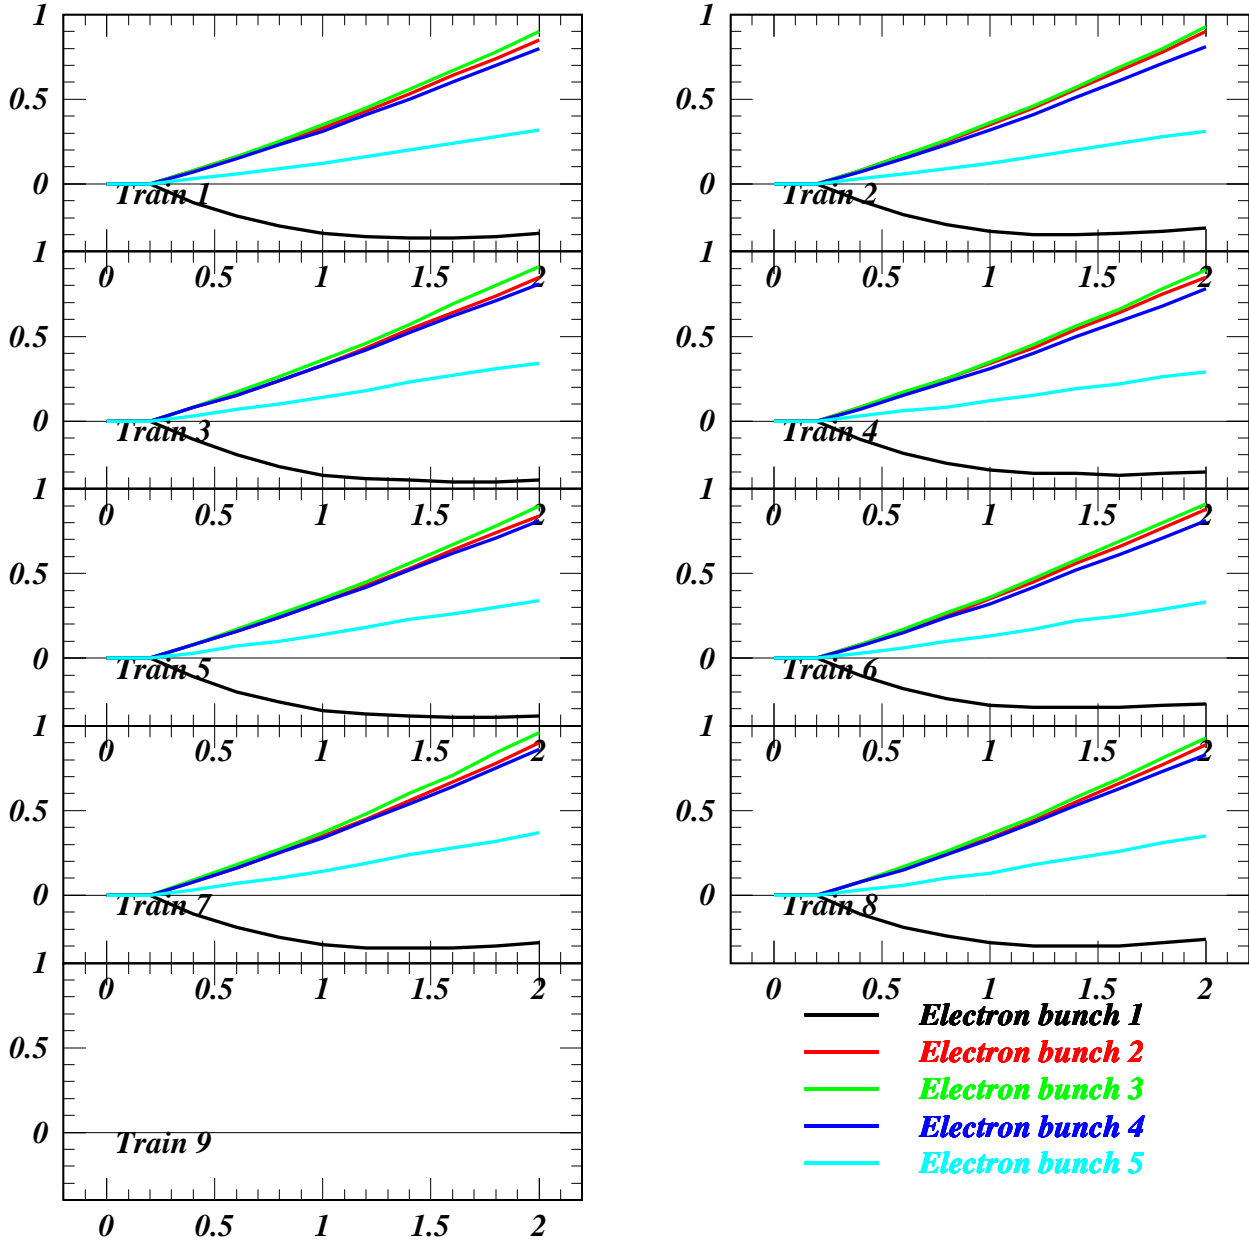 1 1
0.5 0.5
0 0
Train 1 Train 2
1 1
0 0.5 1 1.5 2 0 0.5 1 1.5 2
0.5 0.5
0 0
Train 3 Train 4
1 1
0 0.5 1 1.5 2 0 0.5 1 1.5 2
0.5 0.5
0 0
Train 5 Train 6
1 1
0 0.5 1 1.5 2 0 0.5 1 1.5 2
0.5 0.5
0 0
Train 7 Train 8
1
0 0.5 1 1.5 2 0 0.5 1 1.5 2
Electron bunch 1
0.5 Electron bunch 2
Electron bunch 3
0 Electron bunch 4
Train 9
Electron bunch 5
0 0.5 1 1.5 2